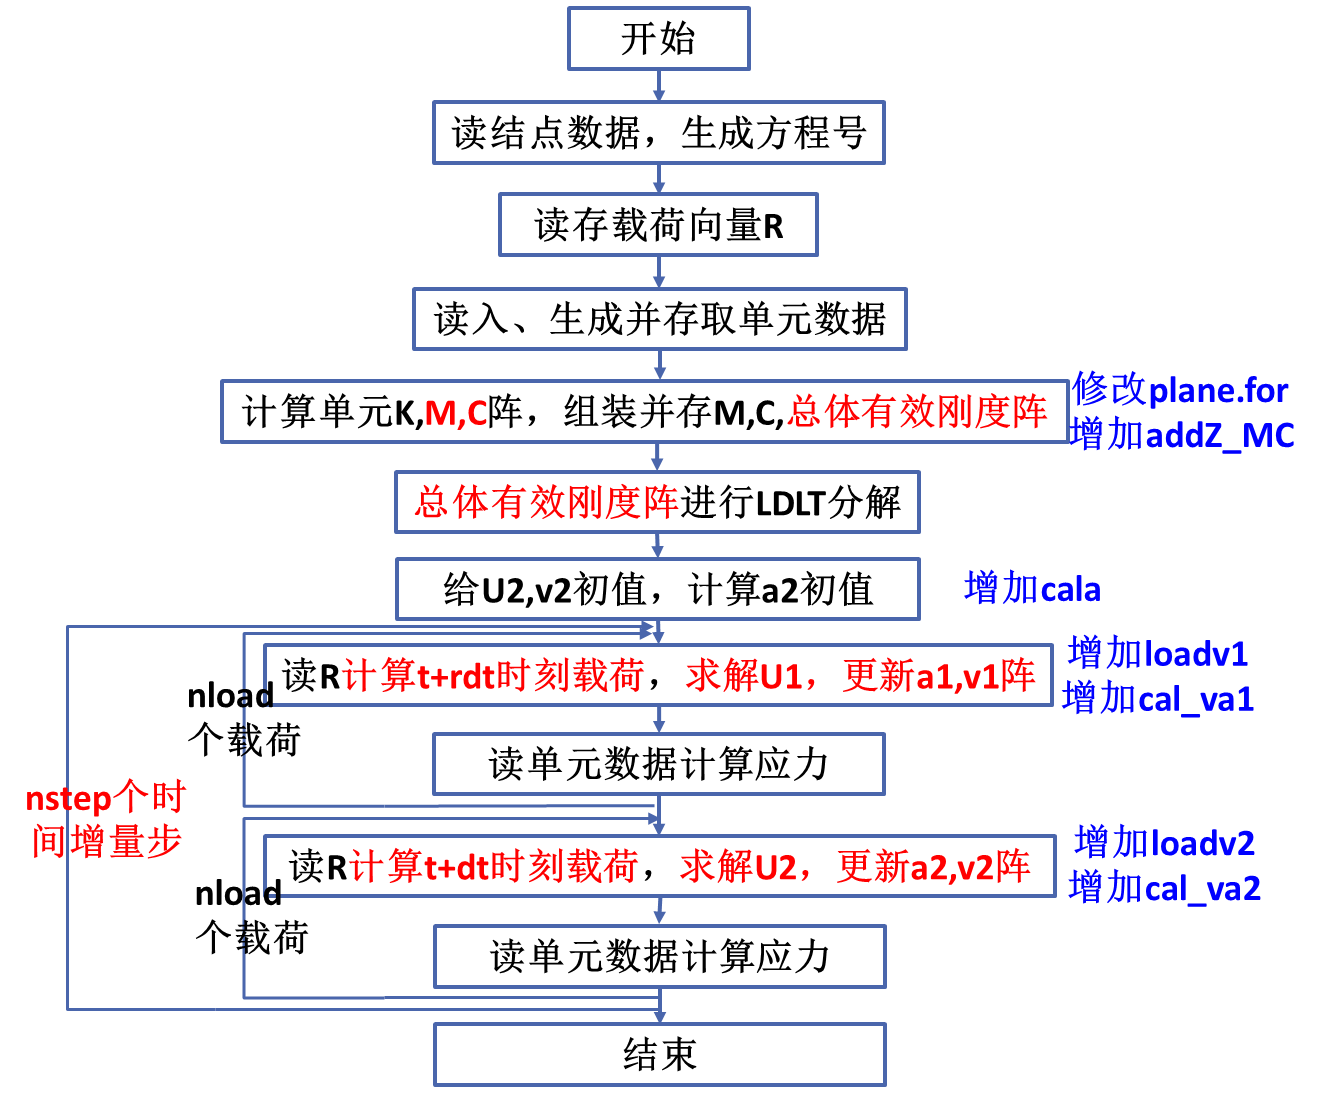 开始
读结点数据，生成方程号
读存载荷向量R
读入、生成并存取单元数据
计算单元K,M,C阵，组装并存M,C,总体有效刚度阵
修改plane.for
增加addZ_MC
总体有效刚度阵进行LDLT分解
给U2,v2初值，计算a2初值
增加cala
读R计算t+rdt时刻载荷，求解U1，更新a1,v1阵
增加loadv1
增加cal_va1
nload
个载荷
读单元数据计算应力
nstep个时
间增量步
读R计算t+dt时刻载荷，求解U2，更新a2,v2阵
增加loadv2
增加cal_va2
nload
个载荷
读单元数据计算应力
结束